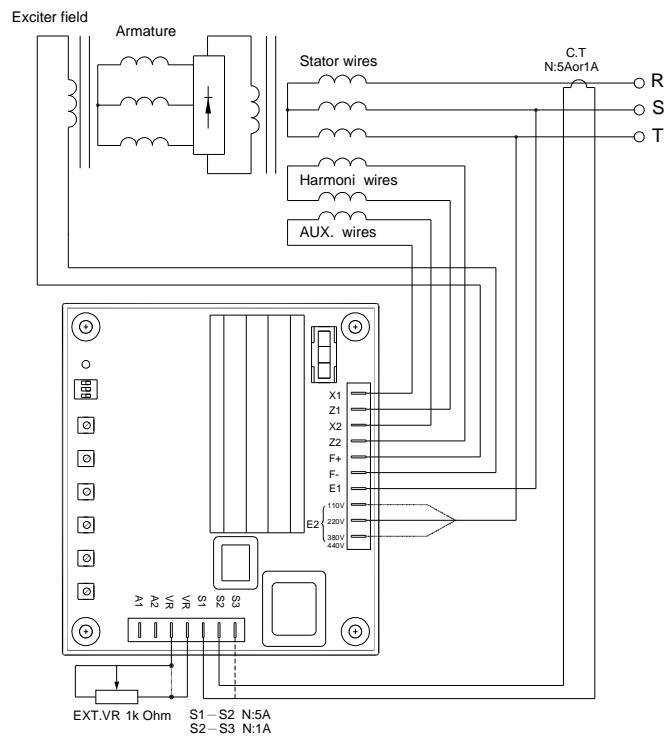 Exciter field
Armature
Stator wires
C.T
N:5Aor1A
R
S
T
Harmoni wires
AUX. wires
X1
Z1
X2
Z2
F+
F-
E1
110V
E2
220V
380V
440V
A1
A2
VR
VR
S1
S2
S3
EXT.VR 1k Ohm
S1－S2 N:5A
S2－S3 N:1A